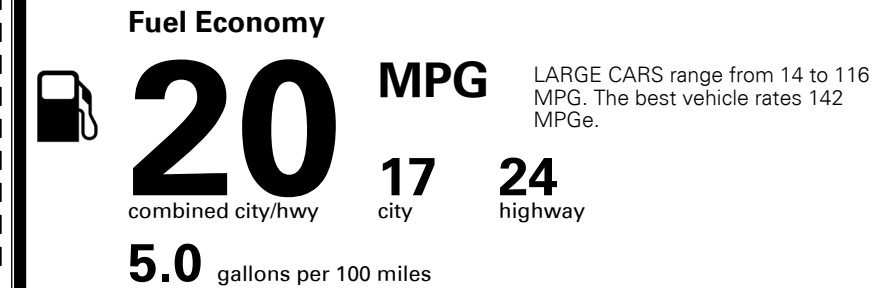 Fuel Economy
20
MPG
LARGE CARS range from 14 to 116
MPG. The best vehicle rates 142
MPGe.
combined city/hwy
17
city
24
highway
5.0 gallons per 100 miles